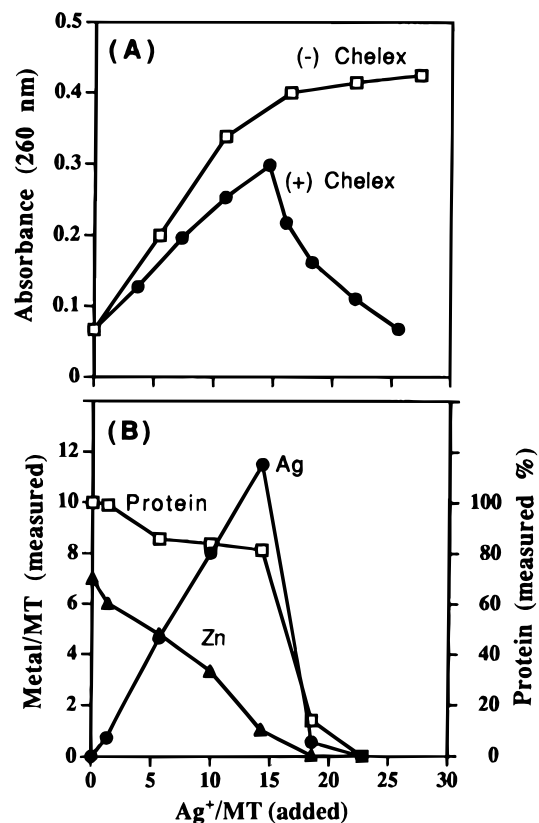 (A)
(-) Chelex
(+) Chelex
Absorbance (260 nm)
0.5
0.4
0.3
0.2
0.1
0
(B)
Ag
Protein
Zn
Metal/MT (measured)
12
10
8
6
4
2
0
Protein (measured %)
100
80
60
40
20
0
0 5 10 15 20 25 30
Ag⁺/MT (added)